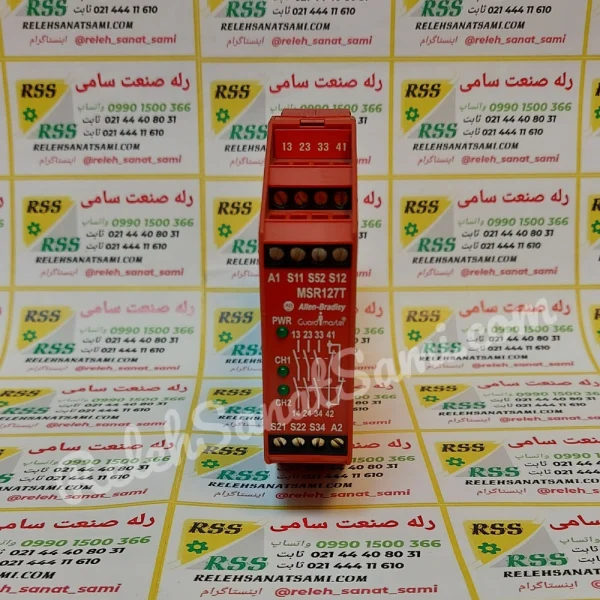 13 23 33 41
A1 S11 S52 S12
MSR127T
AB Allen-Bradley
Guardmaster
PWR
13 23 33 41
CH1
CH2
14 24 34 42
S21 S22 S34 A2
RelehSanatSami.com
RSS
رله صنعت سامی
واتساپ 0990 1500 366
ثابت 021 44 40 80 31
ثابت 021 444 11 610
RELEHSANATSAMI.COM
اینستاگرام @releh_sanat_sami